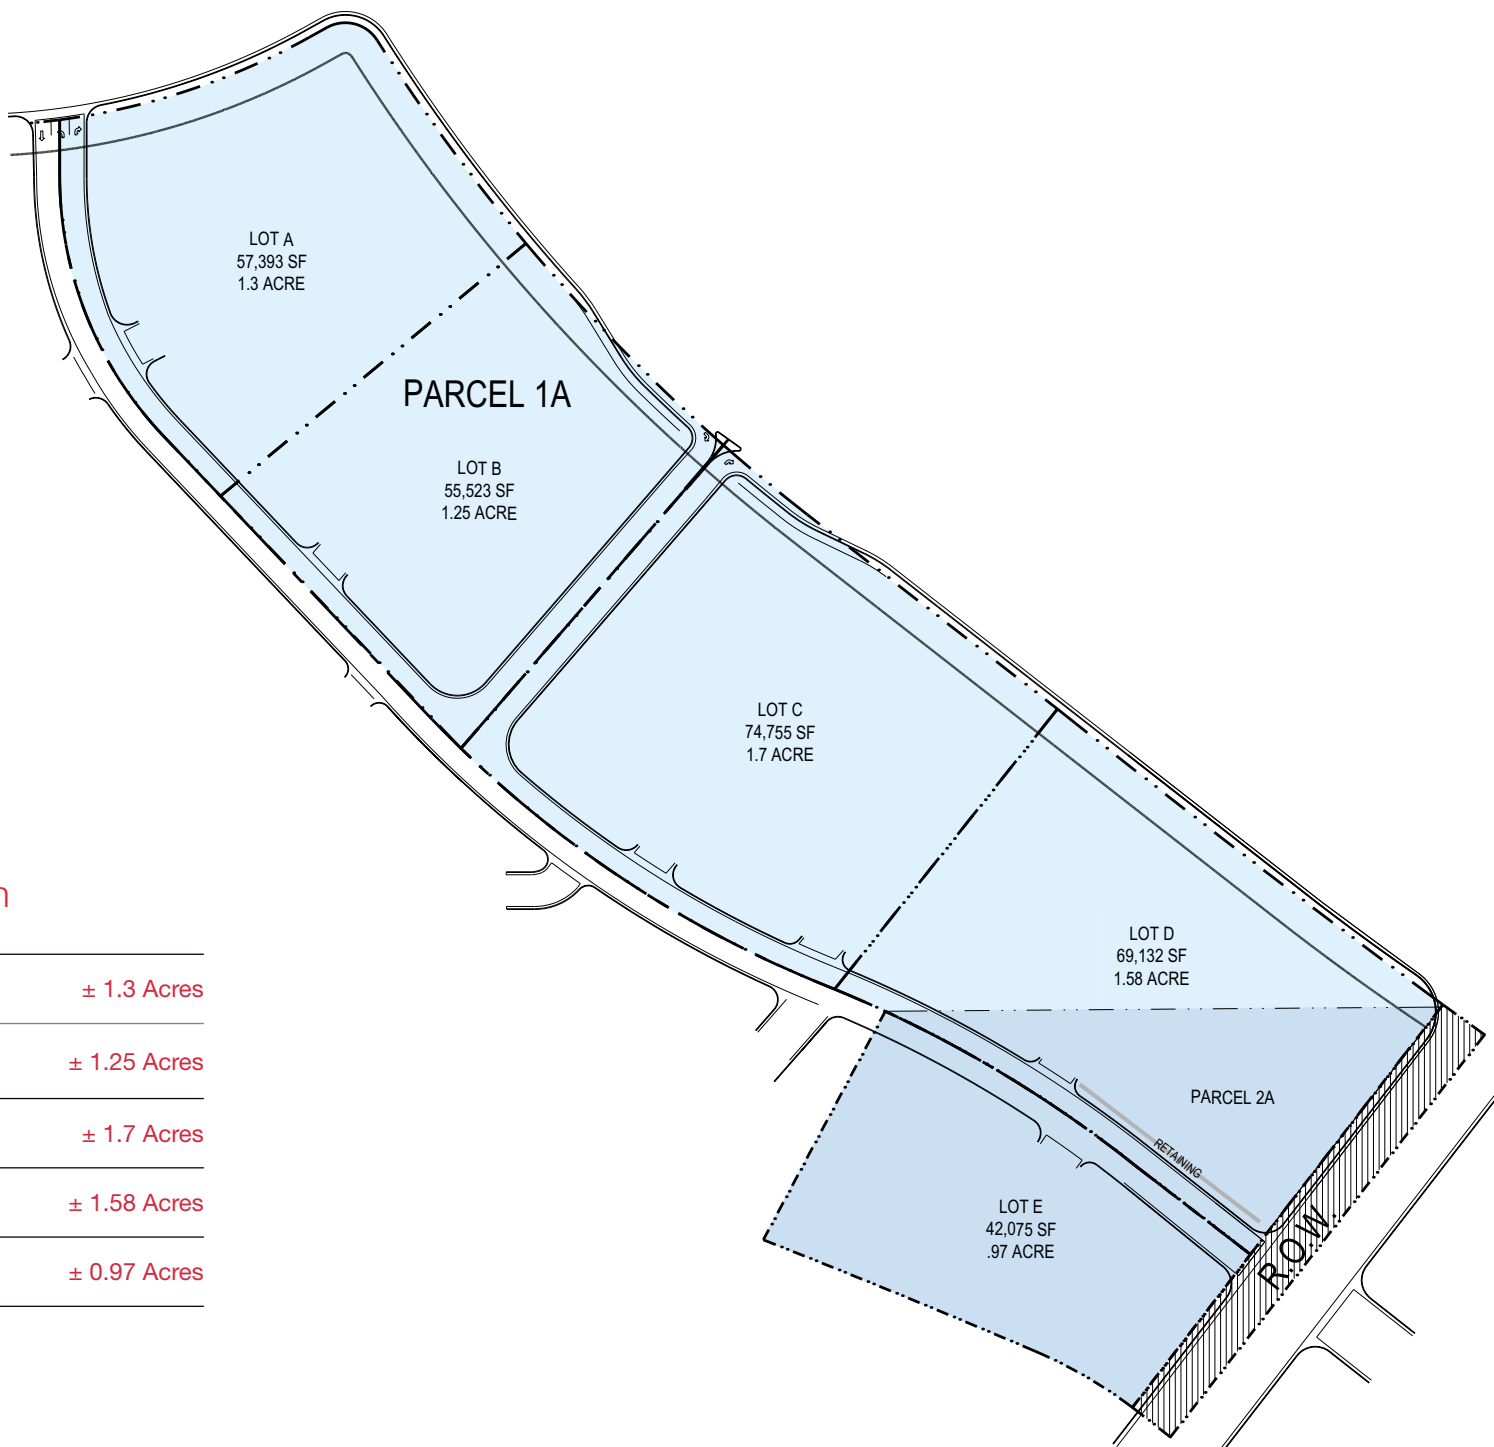 LOT A
57,393 SF
1.3 ACRE
PARCEL 1A
LOT B
55,523 SF
1.25 ACRE
LOT C
74,755 SF
1.7 ACRE
LOT D
69,132 SF
1.58 ACRE
PARCEL 2A
RETAINING
LOT E
42,075 SF
.97 ACRE
R.O.W.
n
± 1.3 Acres
± 1.25 Acres
± 1.7 Acres
± 1.58 Acres
± 0.97 Acres